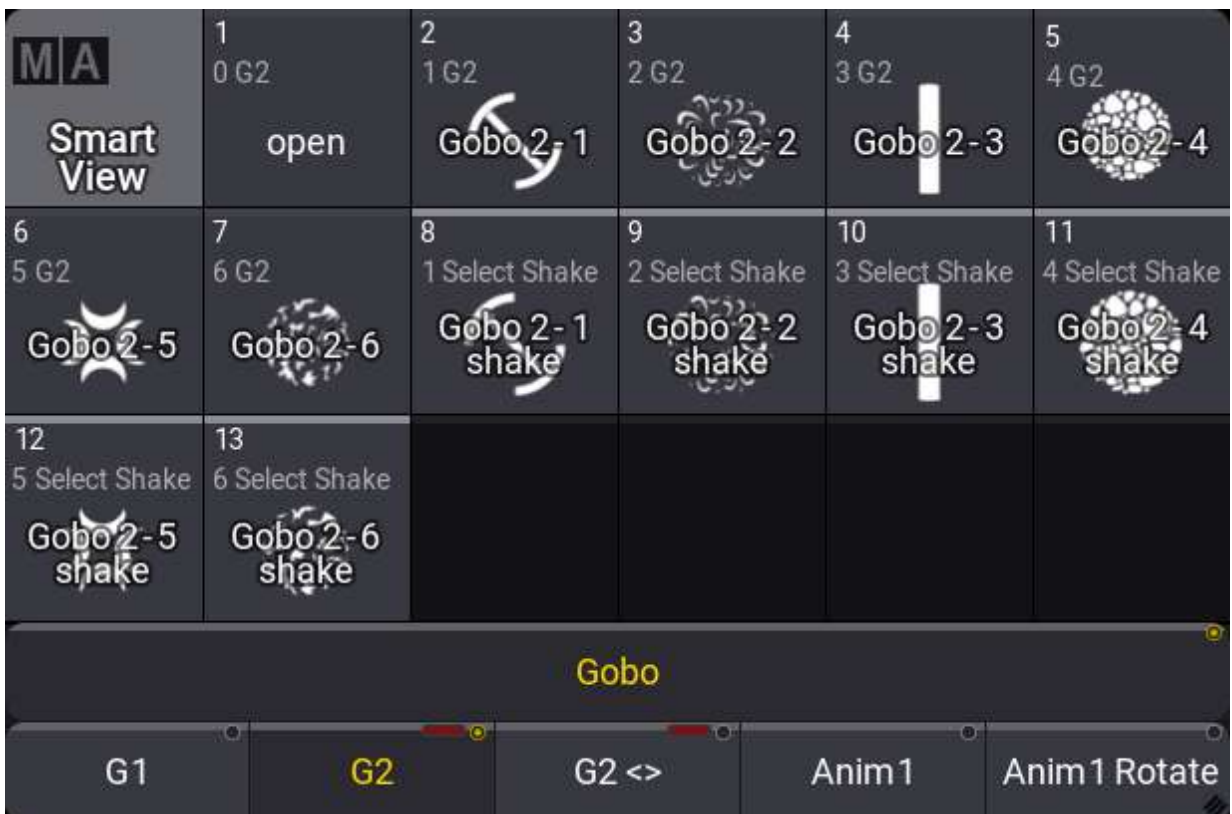 MA
Smart
View
1
0 G2
open
2
1 G2
Gobo 2-1
3
2 G2
Gobo 2-2
4
3 G2
Gobo 2-3
5
4 G2
Gobo 2-4
6
5 G2
Gobo 2-5
7
6 G2
Gobo 2-6
8
1 Select Shake
Gobo 2-1
shake
9
2 Select Shake
Gobo 2-2
shake
10
3 Select Shake
Gobo 2-3
shake
11
4 Select Shake
Gobo 2-4
shake
12
5 Select Shake
Gobo 2-5
shake
13
6 Select Shake
Gobo 2-6
shake
Gobo
G1
G2
G2 <>
Anim1
Anim1 Rotate